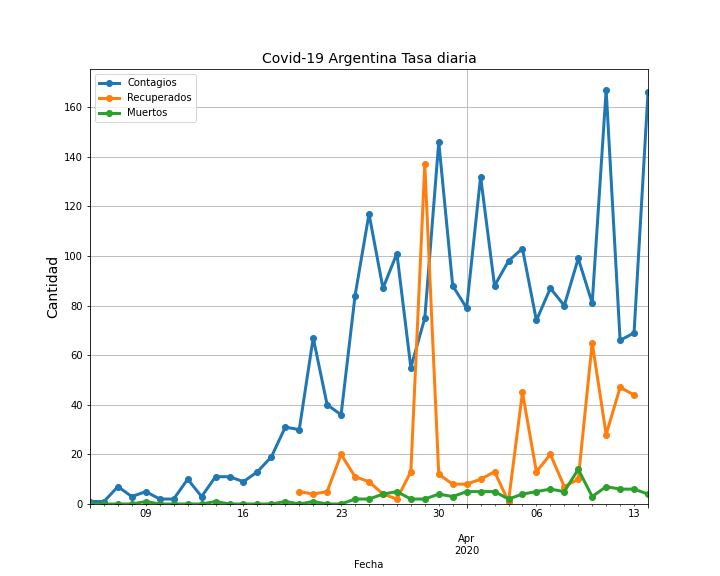 Covid-19 Argentina Tasa diaria
Contagios
Recuperados
Muertos
Cantidad
160
140
120
100
80
60
40
20
0
09
16
23
30
06
13
Apr
2020
Fecha